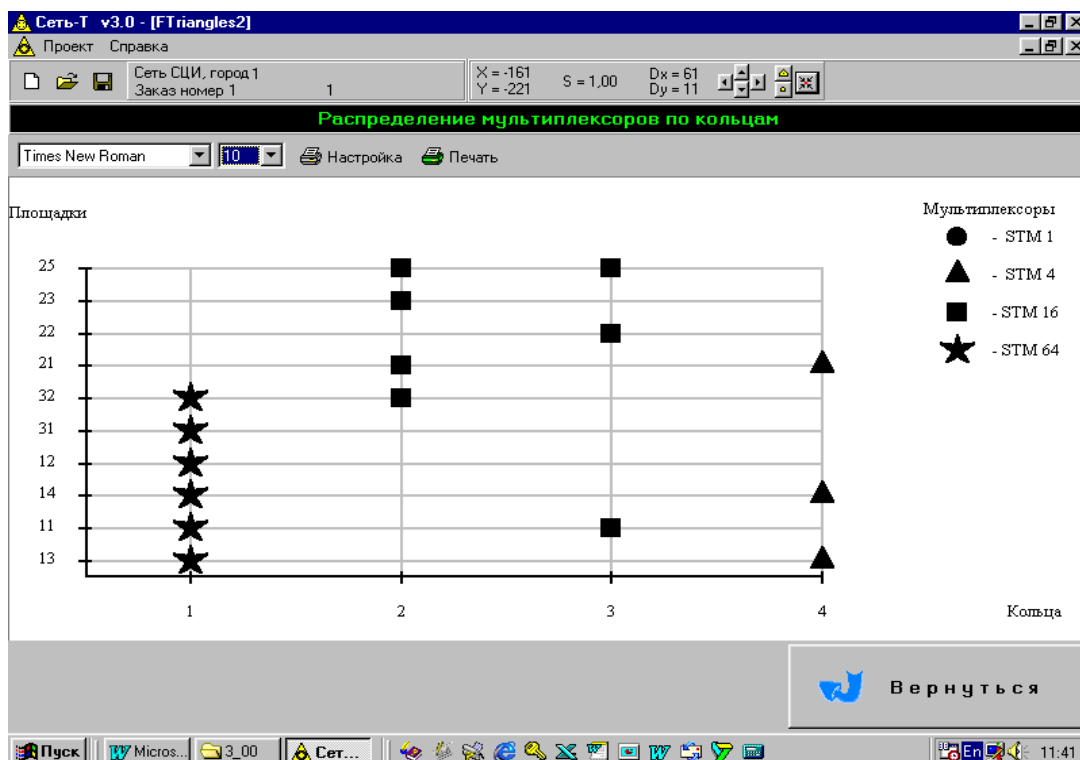 Сеть-Т v3.0 - [FTriangles2]
Проект Справка
Сеть СЦИ, город 1
Заказ номер 1 1
X = -161
Y = -221
S = 1,00
Dx = 61
Dy = 11
Распределение мультиплексоров по кольцам
Times New Roman 10 Настройка Печать
Площадки
Мультиплексоры
- STM 1
- STM 4
- STM 16
- STM 64
25
23
22
21
32
31
12
14
11
13
1 2 3 4 Кольца
Вернуться
Пуск Micros... 3_00 Сет... En 11:41